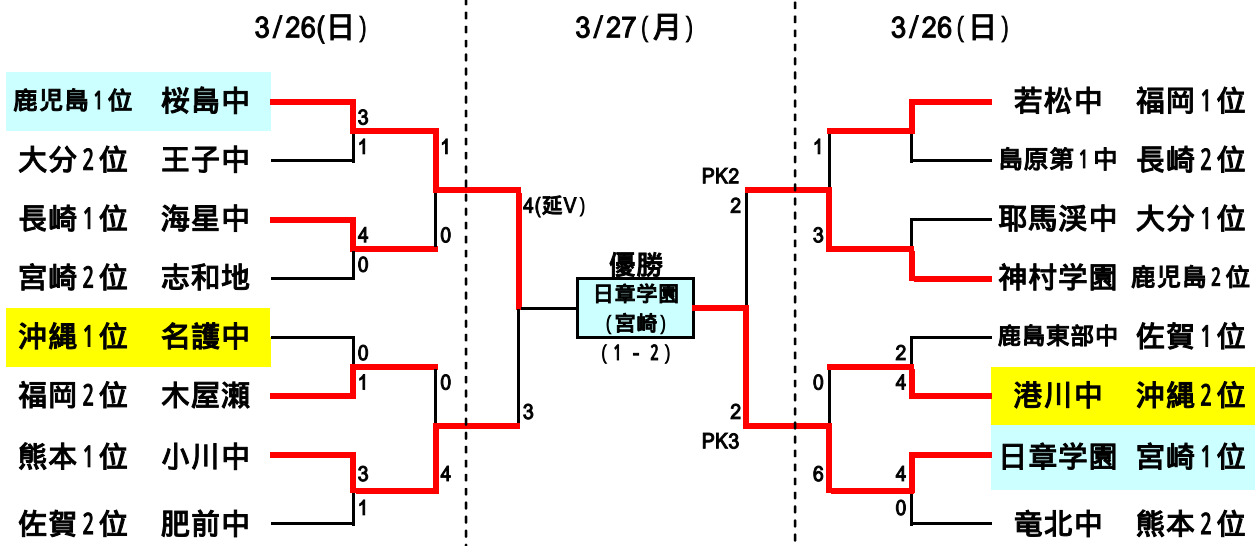 3/26(日)
3/27(月)
3/26(日)
鹿児島1位 桜島中
3
大分2位 王子中
1
1
長崎1位 海星中
4
0
宮崎2位 志和地
0
4(延V)
沖縄1位 名護中
0
福岡2位 木屋瀬
1
0
熊本1位 小川中
3
4
佐賀2位 肥前中
1
3
優勝
日章学園
(宮崎)
(1 - 2)
PK2
2
2
PK3
若松中 福岡1位
1
島原第1中 長崎2位
耶馬渓中 大分1位
3
神村学園 鹿児島2位
鹿島東部中 佐賀1位
2
0
4
港川中 沖縄2位
日章学園 宮崎1位
6
4
0
竜北中 熊本2位